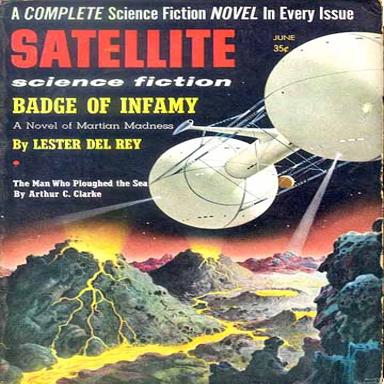 A COMPLETE Science Fiction NOVEL In Every Issue
SATELLITE
JUNE
35¢
science fiction
BADGE OF INFAMY
A Novel of Martian Madness
By LESTER DEL REY
The Man Who Ploughed the Sea
By Arthur C. Clarke